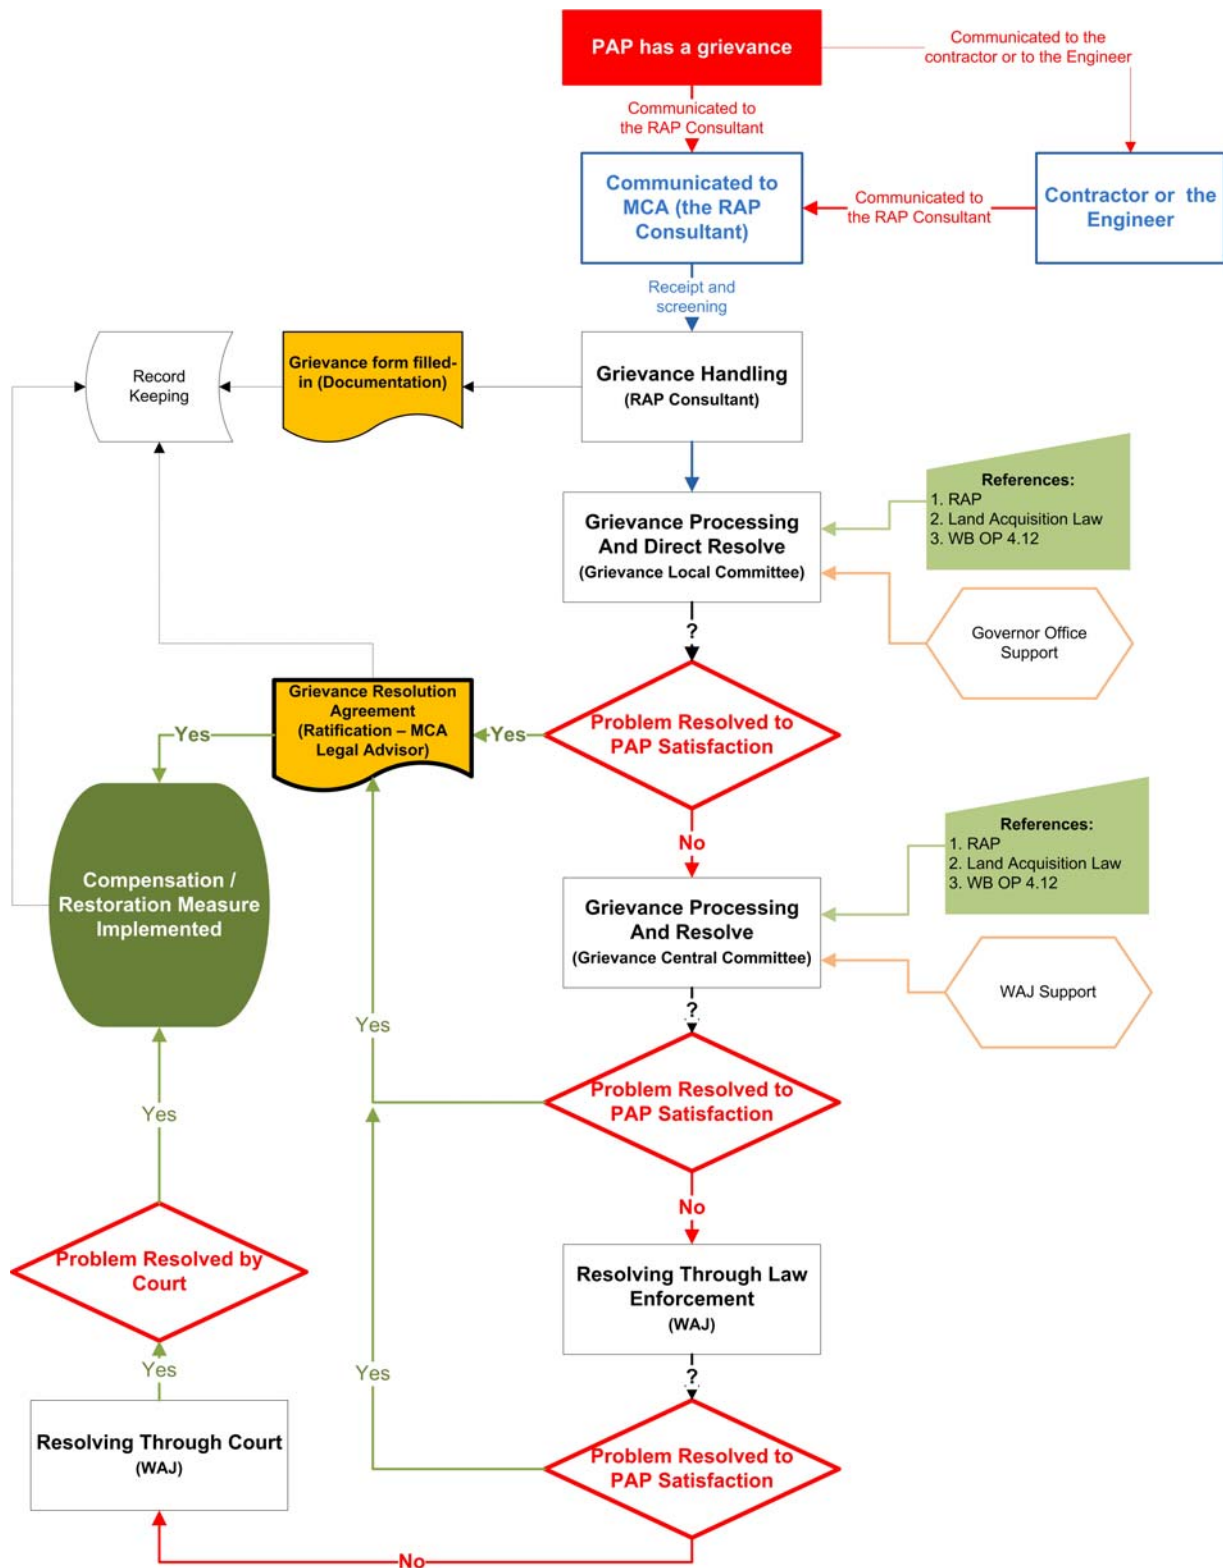 PAP has a grievance
Communicated to the
contractor or to the Engineer
Communicated to
the RAP Consultant
Communicated to
MCA (the RAP
Consultant)
Communicated to
the RAP Consultant
Contractor or the
Engineer
Receipt and
screening
Record
Keeping
Grievance form filled-
in (Documentation)
Grievance Handling
(RAP Consultant)
References:
1. RAP
2. Land Acquisition Law
3. WB OP 4.12
Grievance Processing
And Direct Resolve
(Grievance Local Committee)
Governor Office
Support
?
Grievance Resolution
Agreement
(Ratification – MCA
Legal Advisor)
Yes
Yes
Problem Resolved to
PAP Satisfaction
No
References:
1. RAP
2. Land Acquisition Law
3. WB OP 4.12
Compensation /
Restoration Measure
Implemented
Grievance Processing
And Resolve
(Grievance Central Committee)
WAJ Support
?
Yes
Problem Resolved to
PAP Satisfaction
Yes
No
Problem Resolved by
Court
Resolving Through Law
Enforcement
(WAJ)
Yes
Yes
?
Resolving Through Court
(WAJ)
Problem Resolved to
PAP Satisfaction
No